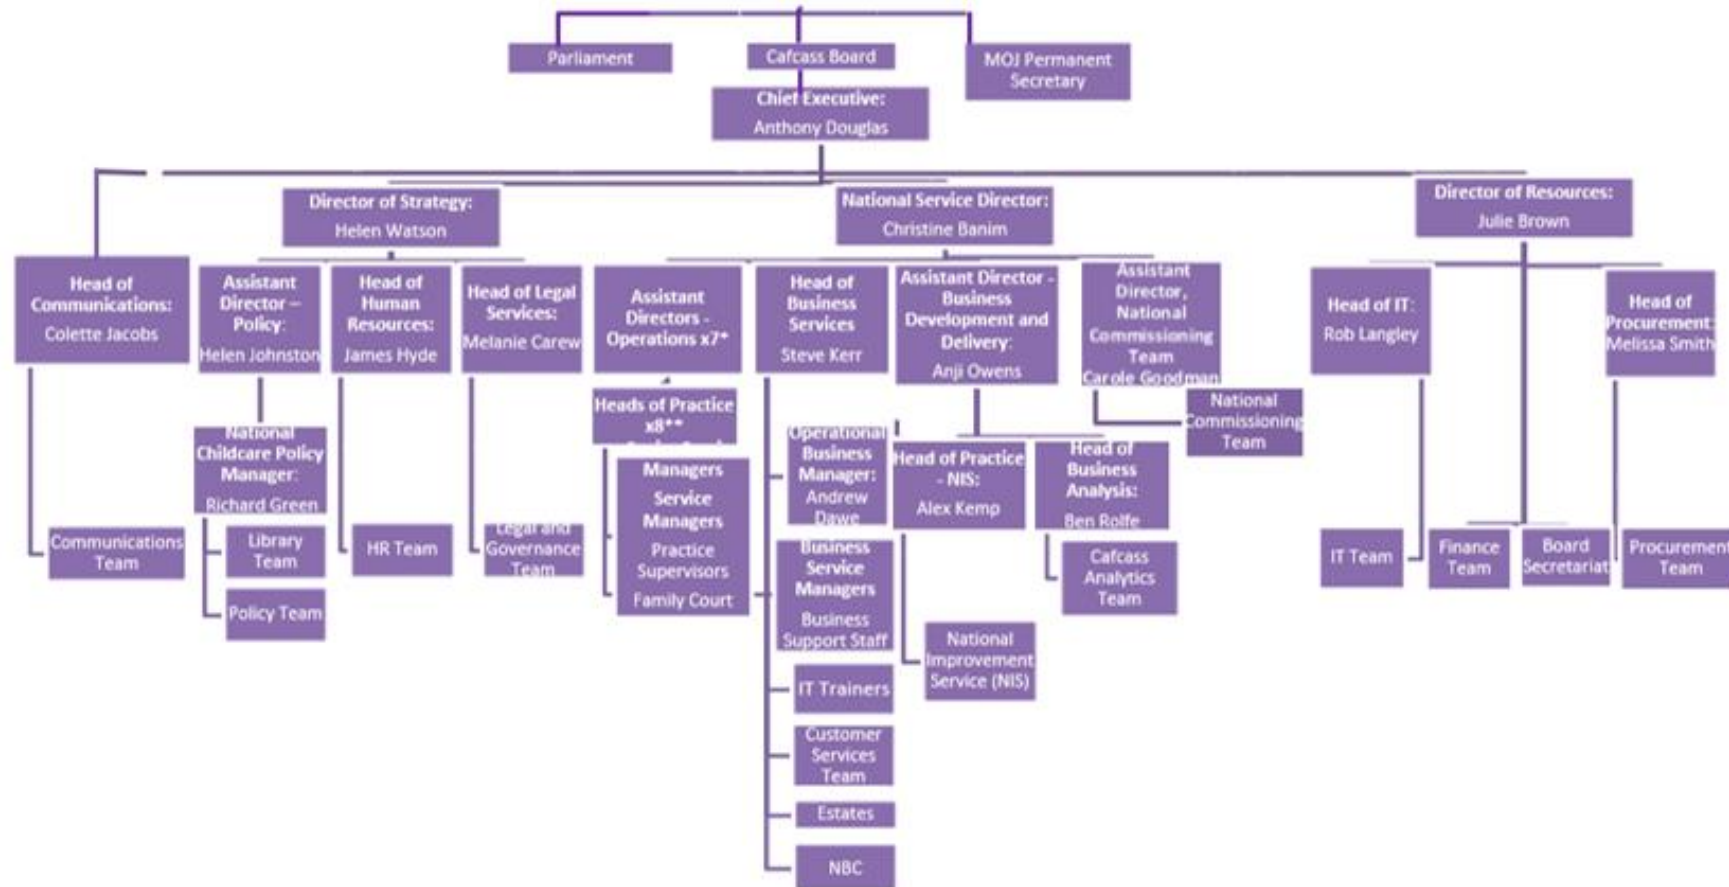 Parliament
Cafcass Board
MOJ Permanent
Secretary
Chief Executive:
Anthony Douglas
Director of Strategy:
Helen Watson
National Service Director:
Christine Banim
Director of Resources:
Julie Brown
Head of
Communications:
Colette Jacobs
Assistant
Director –
Policy:
Helen Johnston
Head of
Human
Resources:
James Hyde
Head of Legal
Services:
Melanie Carew
Assistant
Directors -
Operations x7*
Head of
Business
Services
Steve Kerr
Assistant Director -
Business
Development and
Delivery:
Anji Owens
Assistant
Director,
National
Commissioning
Team
Carole Goodman
Head of IT:
Rob Langley
Head of
Procurement:
Melissa Smith
Heads of Practice
x8**
National
Commissioning
Team
National
Childcare Policy
Manager:
Richard Green
Managers
Service
Managers
Practice
Supervisors
Family Court
Operational
Business
Manager:
Andrew
Dawe
Head of Practice
- NIS:
Alex Kemp
Head of
Business
Analysis:
Ben Rolfe
Communications
Team
Library
Team
Policy Team
HR Team
Legal and
Governance
Team
Business
Service
Managers
Business
Support Staff
Cafcass
Analytics
Team
IT Team
Finance
Team
Board
Secretariat
Procurement
Team
National
Improvement
Service (NIS)
IT Trainers
Customer
Services
Team
Estates
NBC